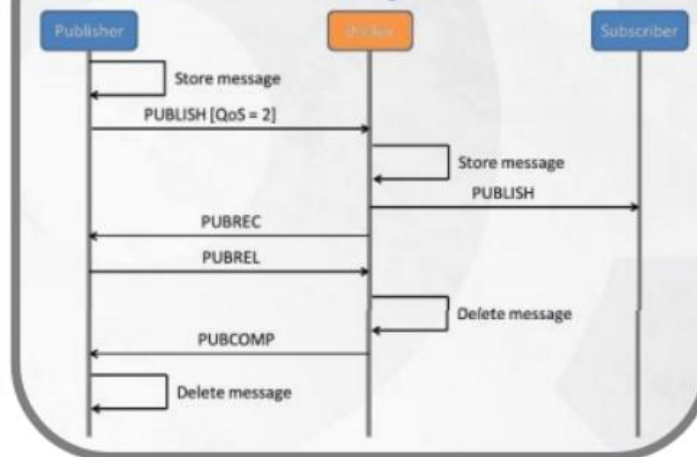 Publisher
Subscriber
Store message
PUBLISH [QoS = 2]
Store message
PUBLISH
PUBREC
PUBREL
Delete message
PUBCOMP
Delete message